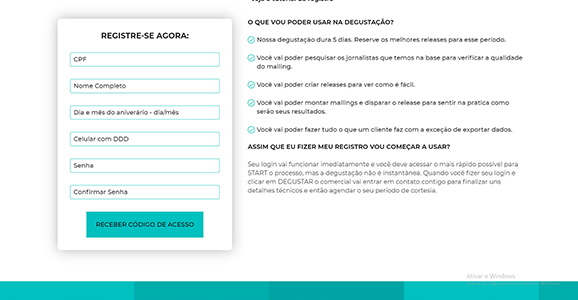 REGISTRE-SE AGORA:
CPF
Nome Completo
Dia e mês do aniverário - dia/mês
Celular com DDD
Senha
Confirmar Senha
RECEBER CÓDIGO DE ACESSO
O QUE VOU PODER USAR NA DEGUSTAÇÃO?
Nossa degustação dura 5 dias. Reserve os melhores releases para esse período.
Você vai poder pesquisar os jornalistas que temos na base para verificar a qualidade
do mailing.
Você vai poder criar releases para ver como é fácil.
Você vai poder montar mailings e disparar o release para sentir na prática como
serão seus resultados.
Você vai poder fazer tudo o que um cliente faz com a exceção de exportar dados.
ASSIM QUE EU FIZER MEU REGISTRO VOU COMEÇAR A USAR?
Seu login vai funcionar imediatamente e você deve acessar o mais rápido possível para
START o processo, mas a degustação não é instantânea. Quando você fizer seu login e
clicar em DEGUSTAR o comercial vai entrar em contato contigo para finalizar uns
detalhes técnicos e então agendar o seu período de cortesia.
Ativar o Windows